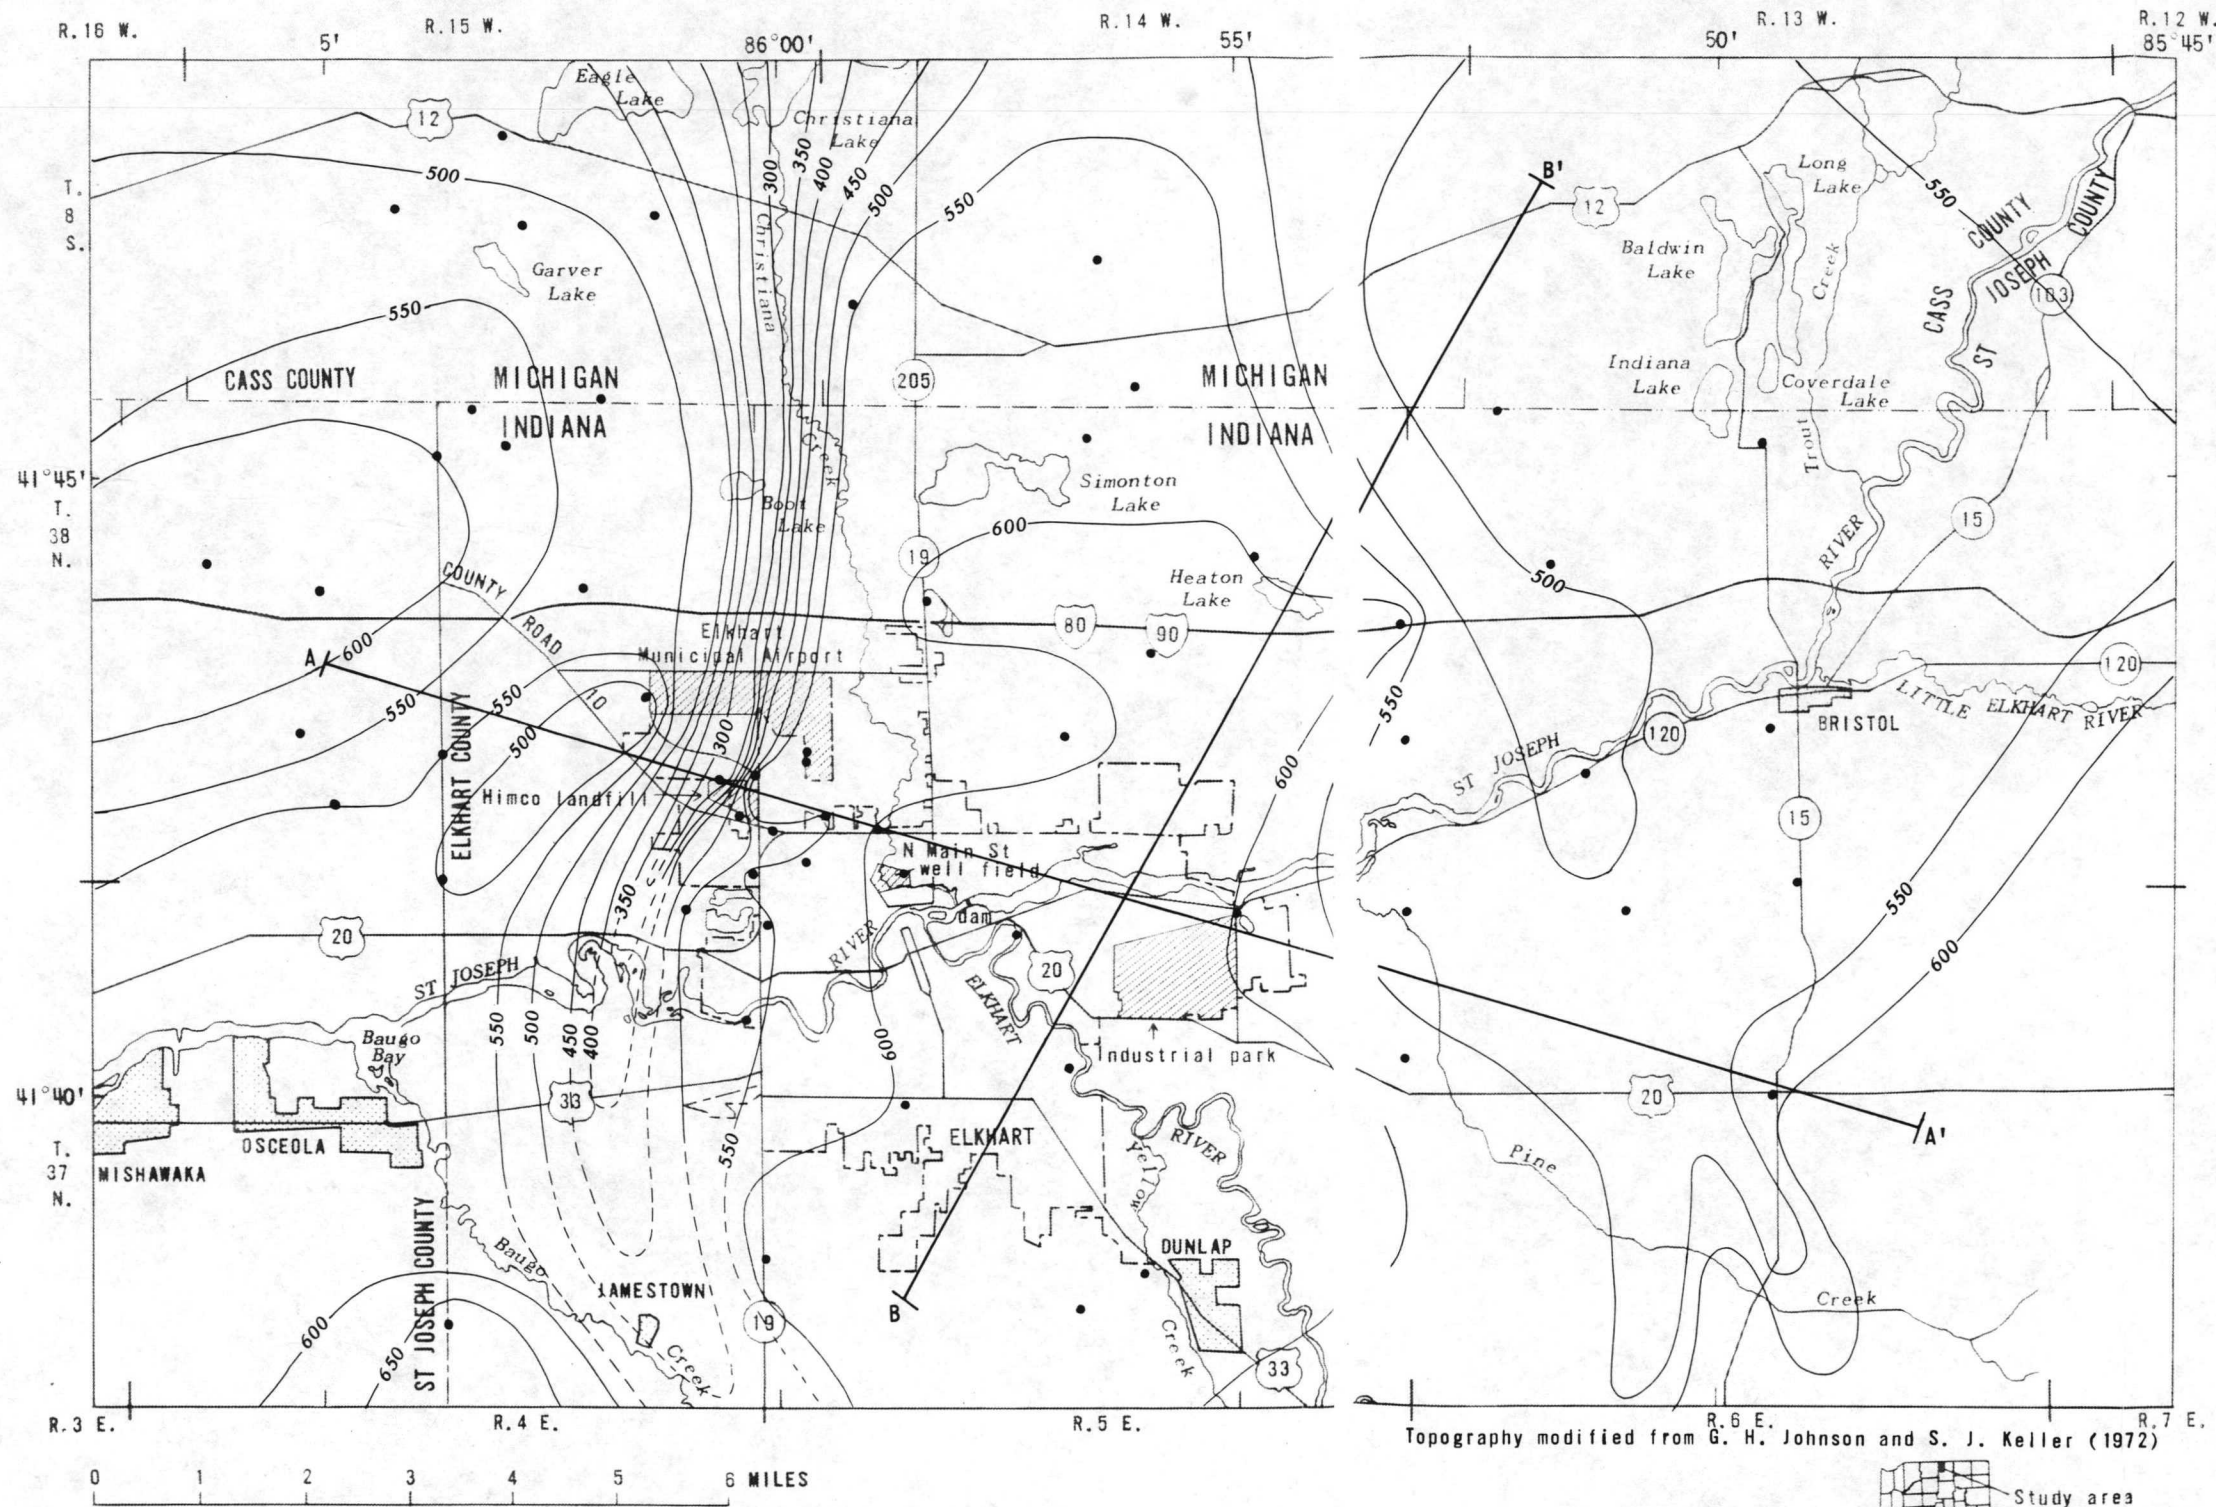 R.16 W.
R.15 W.
R.14 W.
R.13 W.
R.12 W.
5'
86°00'
55'
50'
85°45'
Eagle
Lake
12
Christiana
Lake
300
350
400
450
500
500
550
T.
8
S.
Christiana
Creek
Garver
Lake
550
CASS COUNTY
MICHIGAN
INDIANA
205
MICHIGAN
INDIANA
B'
12
Long
Lake
550
Baldwin
Lake
Creek
COUNTY
COUNTY
CASS
ST
JOSEPH
103
Indiana
Lake
Coverdale
Lake
Trout
41°45'
T.
38
N.
Boot
Lake
Simonton
Lake
600
19
Heaton
Lake
COUNTY
ROAD
10
Elkhart
Municipal Airport
80
90
A
600
550
550
500
ELKHART COUNTY
300
Himco landfill
N Main St
well field
350
dam
500
RIVER
15
550
120
LITTLE ELKHART RIVER
BRISTOL
ST JOSEPH
120
600
15
550
600
20
ST JOSEPH
RIVER
ELKHART
20
Industrial park
550
500
450
400
600
Baugo
Bay
41°40'
33
OSCEOLA
MISHAWAKA
T.
37
N.
550
ELKHART
RIVER
Yellow
Creek
DUNLAP
20
A'
Pine
Creek
ST JOSEPH COUNTY
Baugo
Creek
JAMESTOWN
600
650
19
B
33
R.3 E.
R.4 E.
R.5 E.
R.6 E.
R.7 E.
Topography modified from G. H. Johnson and S. J. Keller (1972)
0 1 2 3 4 5 6 MILES
Study area